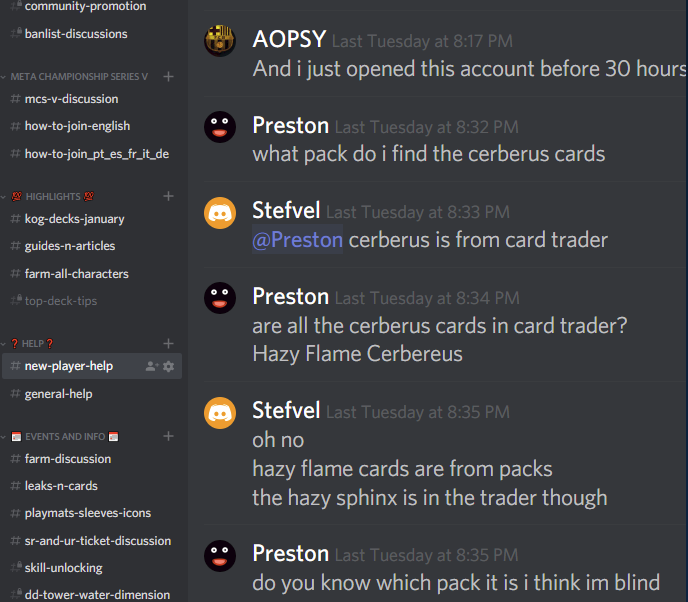 community-promotion
banlist-discussions
META CHAMPIONSHIP SERIES V
mcs-v-discussion
how-to-join-english
how-to-join_pt_es_fr_it_de
HIGHLIGHTS
kog-decks-january
guides-n-articles
farm-all-characters
top-deck-tips
HELP
new-player-help
general-help
EVENTS AND INFO
farm-discussion
leaks-n-cards
playmats-sleeves-icons
sr-and-ur-ticket-discussion
skill-unlocking
dd-tower-water-dimension
AOPSY Last Tuesday at 8:17 PM
And i just opened this account before 30 hours
Preston Last Tuesday at 8:32 PM
what pack do i find the cerberus cards
Stefvel Last Tuesday at 8:33 PM
@Preston cerberus is from card trader
Preston Last Tuesday at 8:34 PM
are all the cerberus cards in card trader?
Hazy Flame Cerbereus
Stefvel Last Tuesday at 8:35 PM
oh no
hazy flame cards are from packs
the hazy sphinx is in the trader though
Preston Last Tuesday at 8:35 PM
do you know which pack it is i think im blind